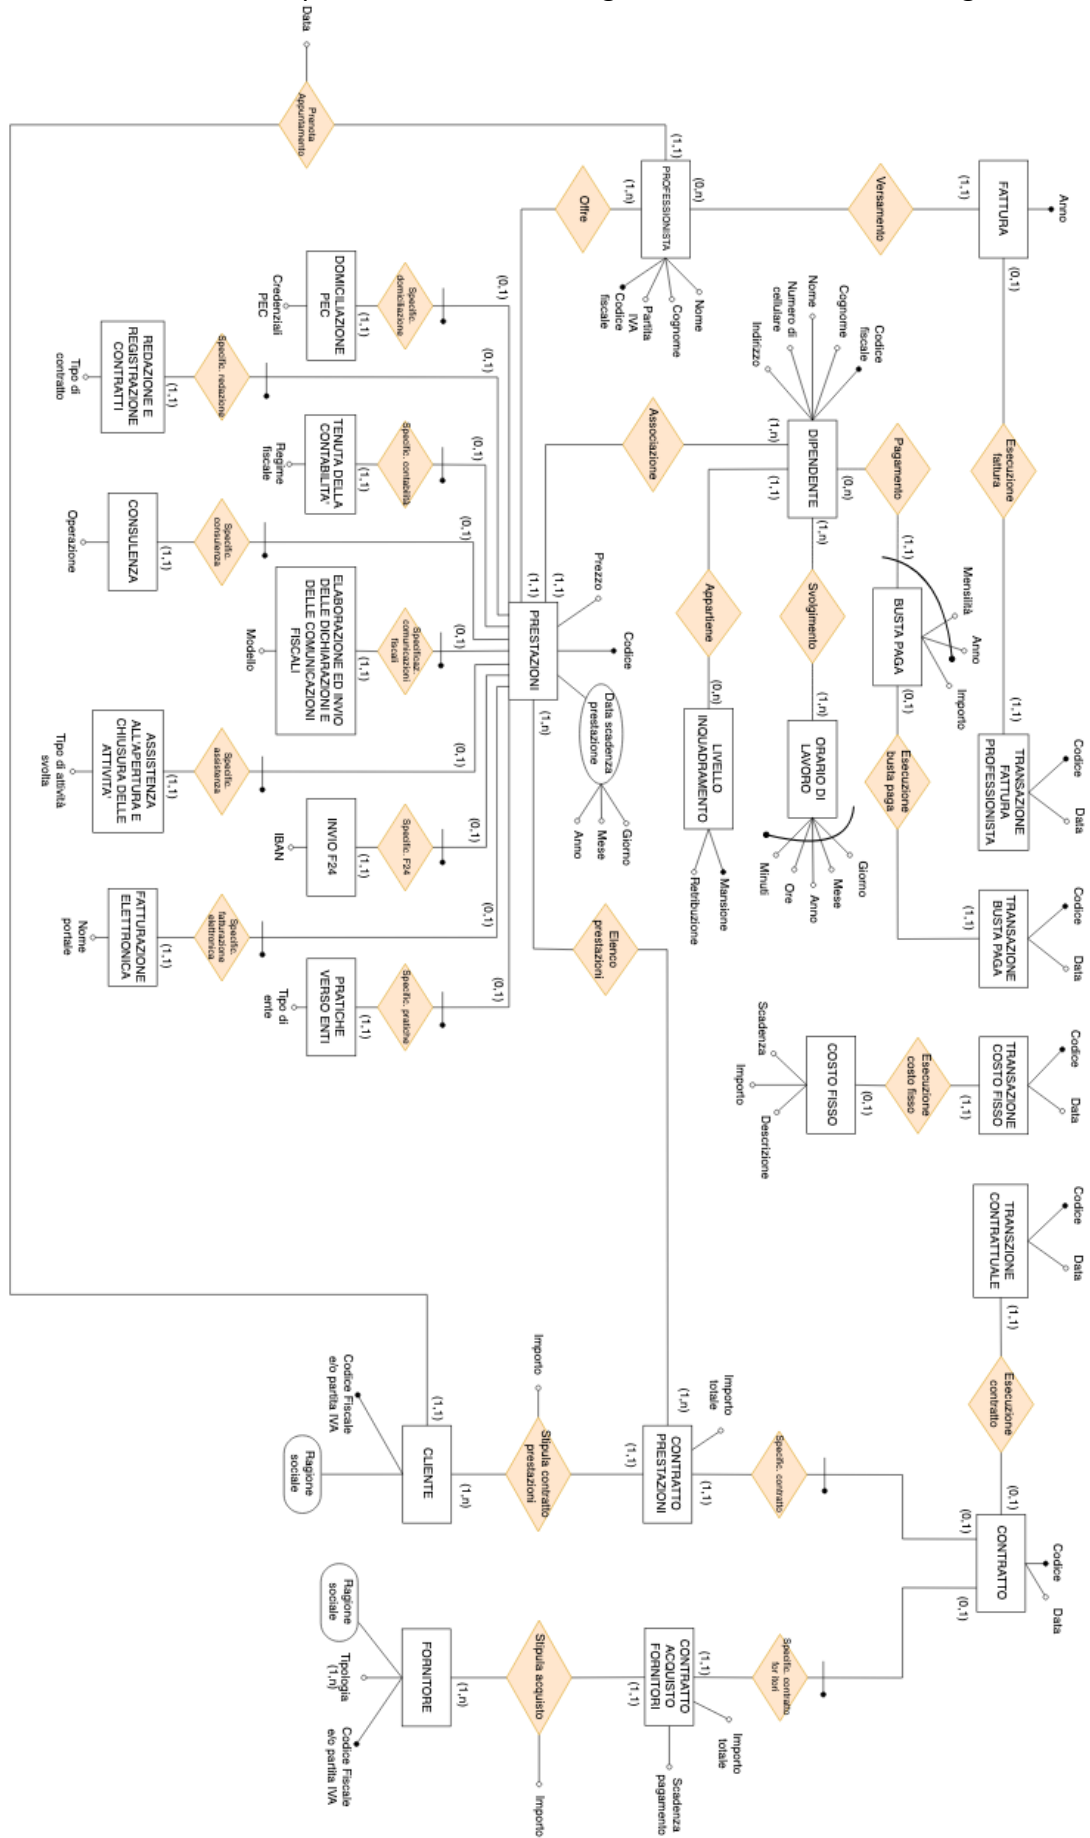 Data
Prenota
Appuntamento
(1,1)
PROFESSIONISTA
(0,n)
(1,n)
Nome
Cognome
Partita
IVA
Codice
fiscale
Offre
Versamento
(1,1)
FATTURA
Anno
(0,1)
Esecuzione
fattura
(1,1)
TRANSAZIONE
FATTURA
PROFESSIONISTA
Codice
Data
Codice
fiscale
Cognome
Nome
Numero di
cellulare
Indirizzo
DIPENDENTE
(1,n)
(1,1)
(0,n)
(1,n)
Associazione
Pagamento
(1,1)
Mensilità
Anno
Importo
BUSTA PAGA
(0,1)
Esecuzione
busta paga
(1,1)
TRANSAZIONE
BUSTA PAGA
Codice
Data
Svolgimento
(1,n)
ORARIO DI
LAVORO
Giorno
Mese
Anno
Ore
Minuti
Appartiene
(0,n)
LIVELLO
INQUADRAMENTO
Mansione
Retribuzione
TRANSAZIONE
COSTO FISSO
Codice
Data
(1,1)
Esecuzione
costo fisso
(0,1)
COSTO FISSO
Scadenza
Importo
Descrizione
PRESTAZIONI
(1,1)
(1,1)
(1,n)
Prezzo
Codice
Data scadenza
prestazione
Giorno
Mese
Anno
(0,1)
Specific.
domiciliazione
(1,1)
DOMICILIAZIONE
PEC
Credenziali
PEC
(0,1)
Specific. redazione
(1,1)
REDAZIONE E
REGISTRAZIONE
CONTRATTI
Tipo di
contratto
(0,1)
Specific. contabilità
(1,1)
TENUTA DELLA
CONTABILITA'
Regime
fiscale
(0,1)
Specific.
consulenza
(1,1)
CONSULENZA
Operazione
(0,1)
Specificaz.
comunicazioni
fiscali
(1,1)
ELABORAZIONE ED INVIO
DELLE DICHIARAZIONI E
DELLE COMUNICAZIONI
FISCALI
Modello
(0,1)
Specific.
assistenza
(1,1)
ASSISTENZA
ALL'APERTURA E
CHIUSURA DELLE
ATTIVITA'
Tipo di attività
svolta
(0,1)
Specific. F24
(1,1)
INVIO F24
IBAN
(0,1)
Specific.
fatturazione
elettronica
(1,1)
FATTURAZIONE
ELETTRONICA
Nome
portale
(0,1)
Specific. pratiche
(1,1)
PRATICHE
VERSO ENTI
Tipo di
ente
Elenco
prestazioni
(1,n)
CONTRATTO
PRESTAZIONI
Importo
totale
(1,1)
(1,1)
Specific. contratto
Stipula contratto
prestazioni
Importo
(1,n)
CLIENTE
(1,1)
Codice Fiscale
e/o partita IVA
Ragione
sociale
TRANSZIONE
CONTRATTUALE
Codice
Data
(1,1)
Esecuzione
contratto
(0,1)
CONTRATTO
Codice
Data
(0,1)
(0,1)
Specific. contratto
for itori
(1,1)
CONTRATTO
ACQUISTO
FORNITORI
(1,1)
Importo
totale
Scadenza
pagamento
Stipula acquisto
Importo
(1,n)
FORNITORE
Ragione
sociale
Tipologia
(1,n)
Codice Fiscale
e/o partita IVA